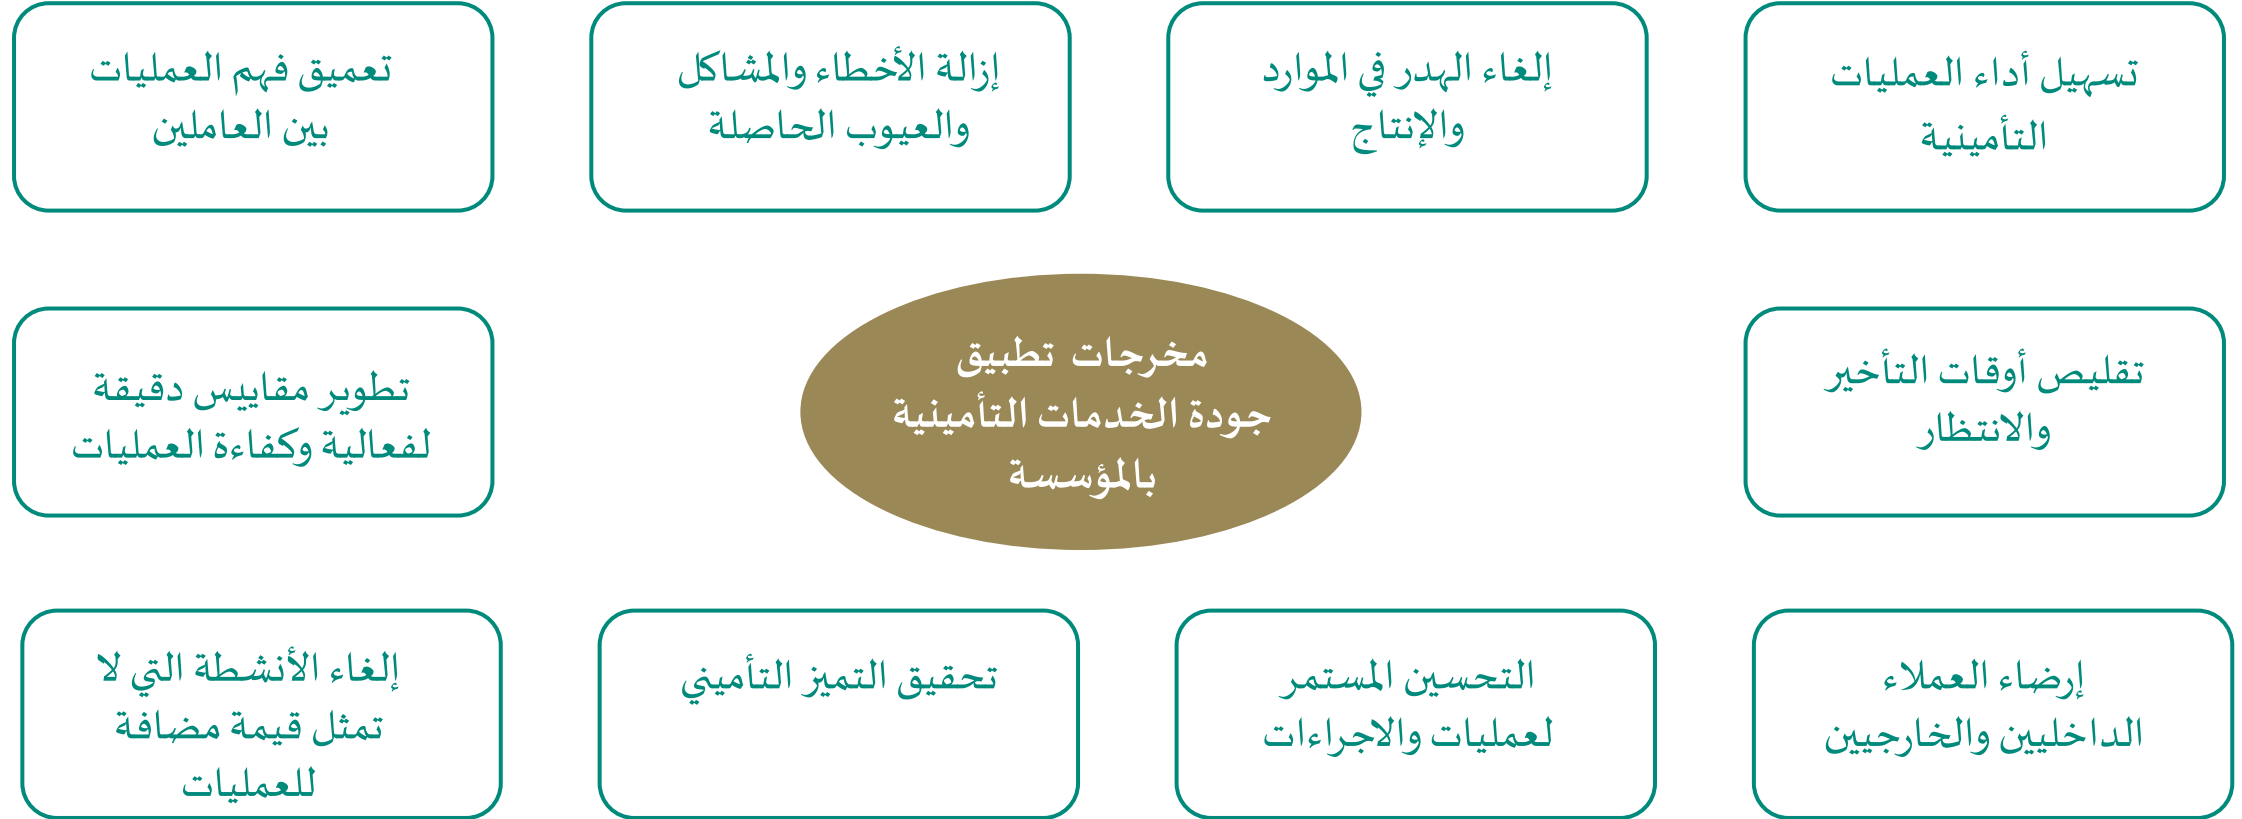 تسهيل أداء العمليات
التأمينية
إلغاء الهدر في الموارد
والإنتاج
إزالة الأخطاء والمشاكل
والعيوب الحاصلة
تعميق فهم العمليات
بين العاملين
تقليص أوقات التأخير
والانتظار
مخرجات تطبيق
جودة الخدمات التأمينية
بالمؤسسة
تطوير مقاييس دقيقة
لفعالية وكفاءة العمليات
إرضاء العملاء
الداخليين والخارجيين
التحسين المستمر
لعمليات والاجراءات
تحقيق التميز التأميني
إلغاء الأنشطة التي لا
تمثل قيمة مضافة
للعمليات